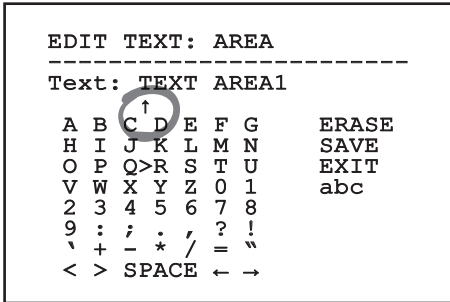 EDIT TEXT: AREA
-------------------------
Text: TEXT AREA1
↑
A B C D E F G ERASE
H I J K L M N SAVE
O P Q>R S T U EXIT
V W X Y Z 0 1 abc
2 3 4 5 6 7 8
9 : ; . , ? !
‵ + - * / = ‶
< > SPACE ← →